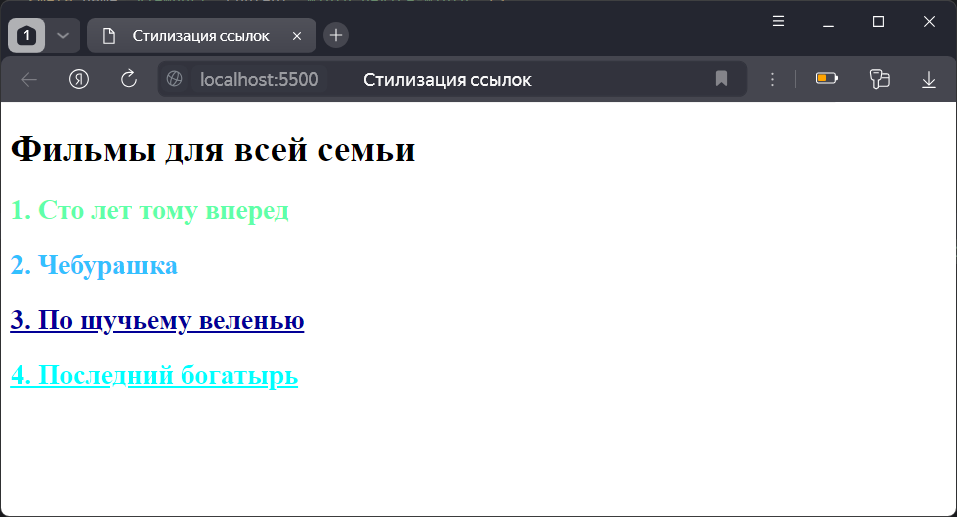 1
Стилизация ссылок
Я
localhost:5500
Стилизация ссылок
Фильмы для всей семьи
1. Сто лет тому вперед
2. Чебурашка
3. По щучьему веленью
4. Последний богатырь